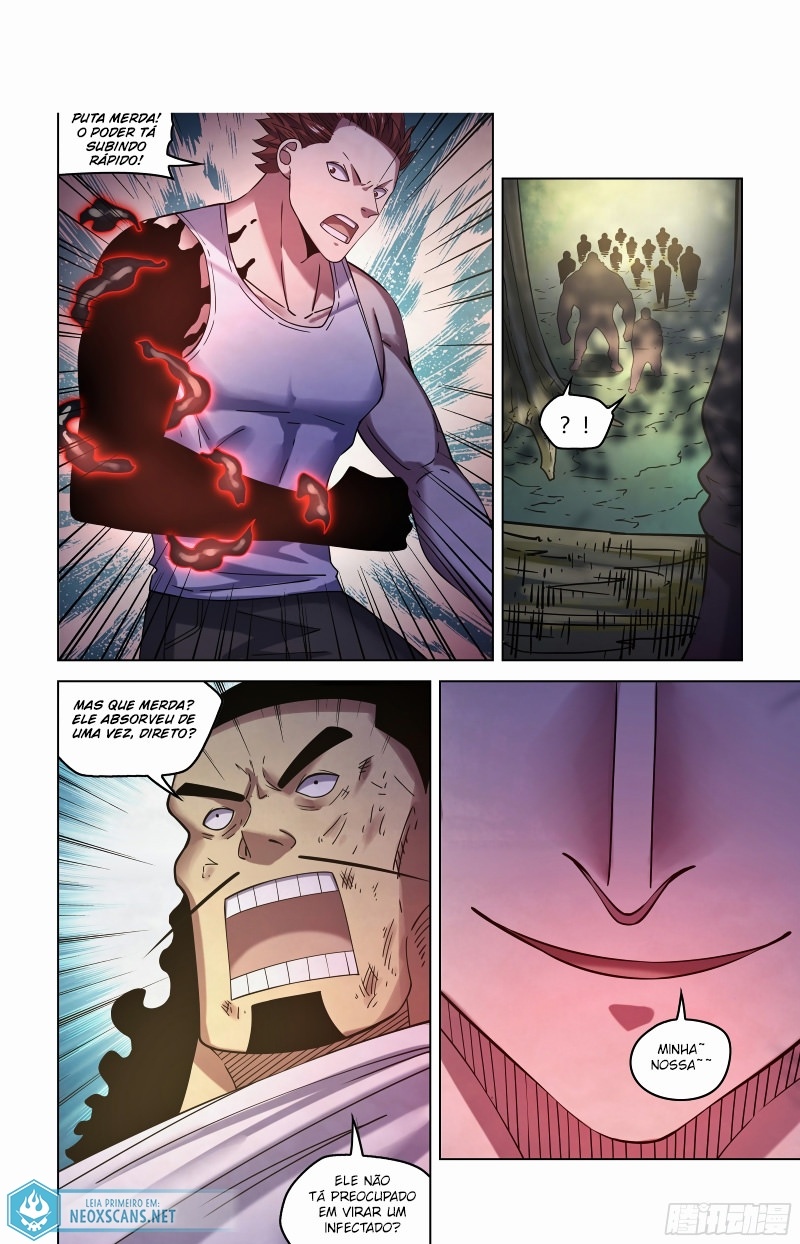 PUTA MERDA!
O PODER TÁ
SUBINDO
RÁPIDO!
? !
MAS QUE MERDA?
ELE ABSORVEU DE
UMA VEZ, DIRETO?
MINHA~
NOSSA~~
ELE NÃO
TÁ PREOCUPADO
EM VIRAR UM
INFECTADO?
LEIA PRIMEIRO EM:
NEOXSCANS.NET
腾讯动漫